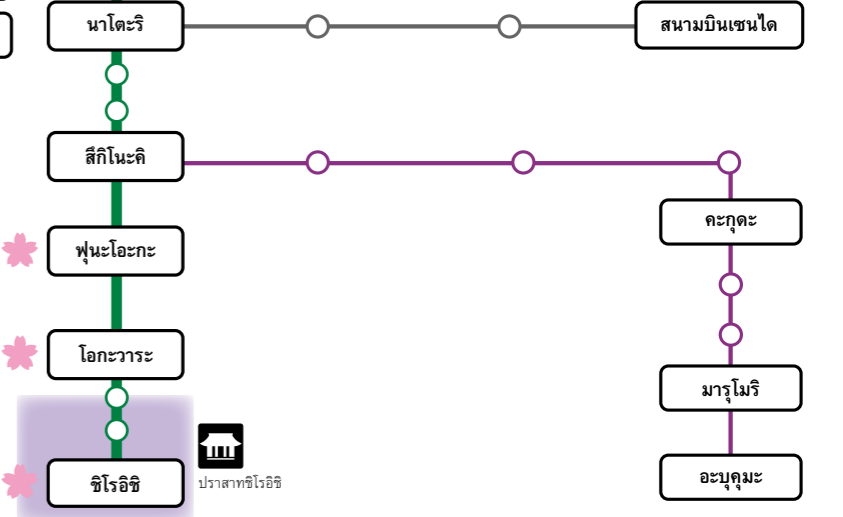 นาโตะริ
สนามบินเซนได
สึกิโนะคิ
คะกุดะ
ฟุนะโอะกะ
โอกะวาระ
มารุโมริ
ชิโรอิชิ
ปราสาทชิโรอิชิ
อะบุคุมะ